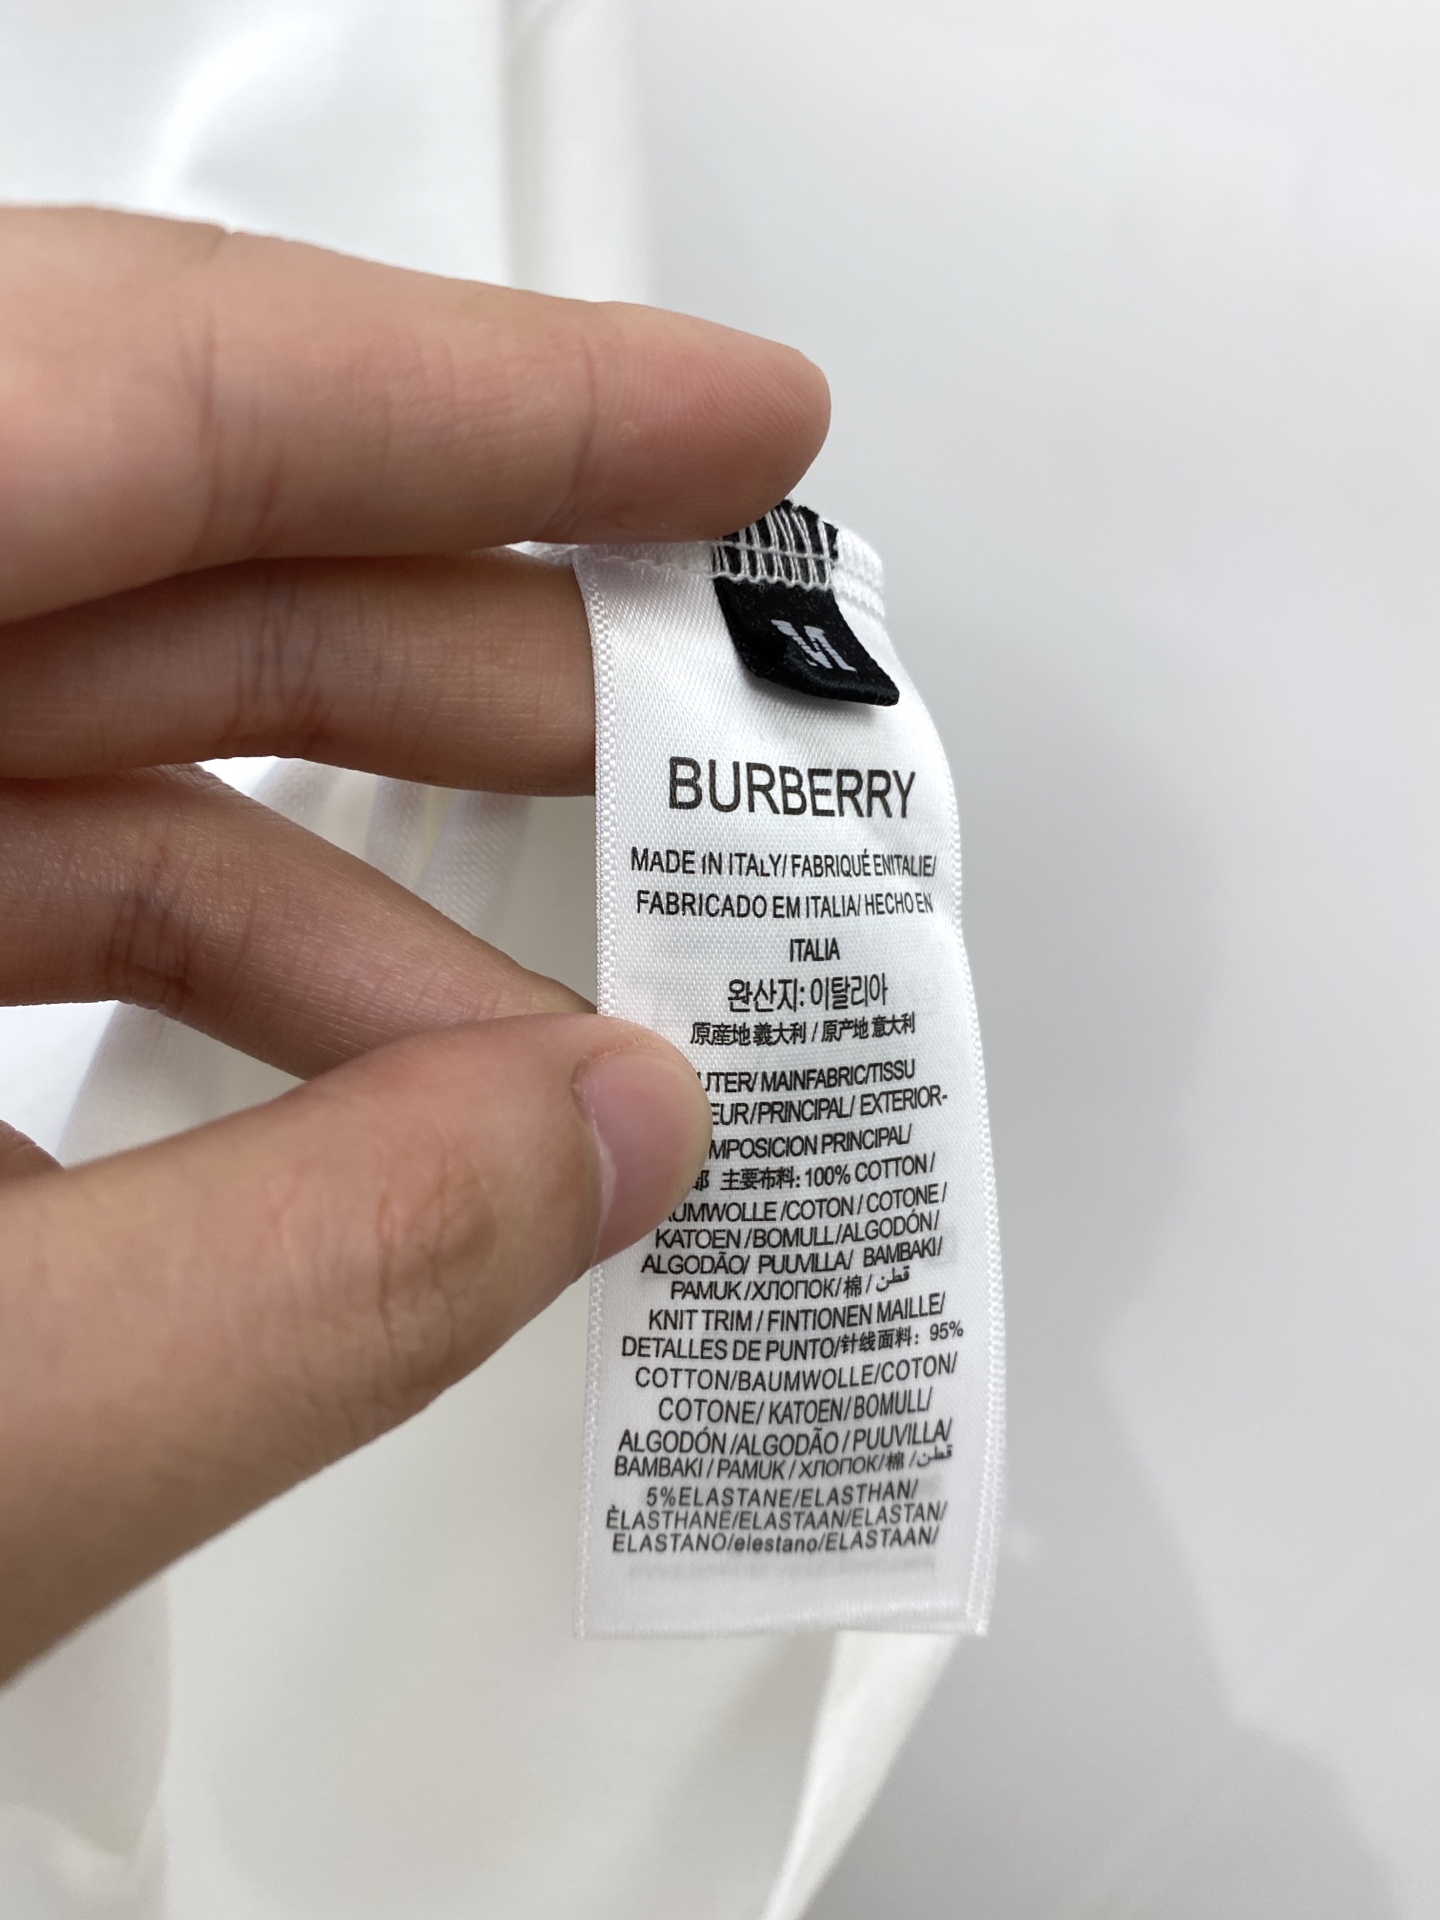 M
BURBERRY
MADE IN ITALY/ FABRIQUÉ EN'ITALIE/
FABRICADO EM ITALIA/ HECHO EN
ITALIA
완산지: 이탈리아
原産地 義大利 / 原产地 意大利
UTER/ MAINFABRIC/TISSU
EUR/PRINCIPAL/ EXTERIOR-
MPOSICION PRINCIPAL/
部 主要布料: 100% COTTON /
AUMWOLLE /COTON / COTONE /
KATOEN /BOMULL/ALGODÓN/
ALGODÃO/ PUUVILLA/ BAMBAKI/
PAMUK /ХЛОПОК/棉 / قطن
KNIT TRIM / FINTIONEN MAILLE/
DETALLES DE PUNTO/针线面料: 95%
COTTON/BAUMWOLLE/COTON/
COTONE/ KATOEN/BOMULL/
ALGODÓN /ALGODÃO / PUUVILLA/
BAMBAKI / PAMUK / ХЛОПОК/棉 /قطن
5%ELASTANE/ELASTHAN/
ÈLASTHANE/ELASTAAN/ELASTAN/
ELASTANO/elestano/ELASTAAN/